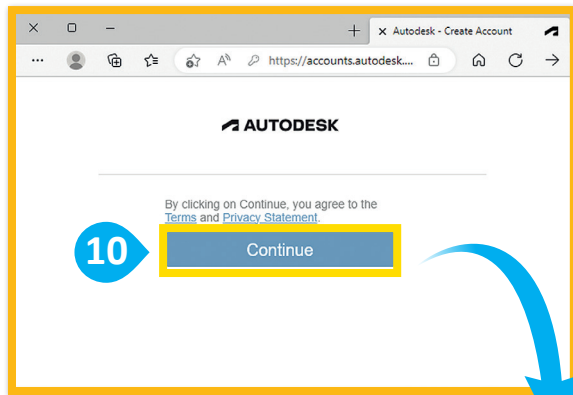 Autodesk - Create Account
https://accounts.autodesk....
AUTODESK
By clicking on Continue, you agree to the
Terms and Privacy Statement.
10
Continue